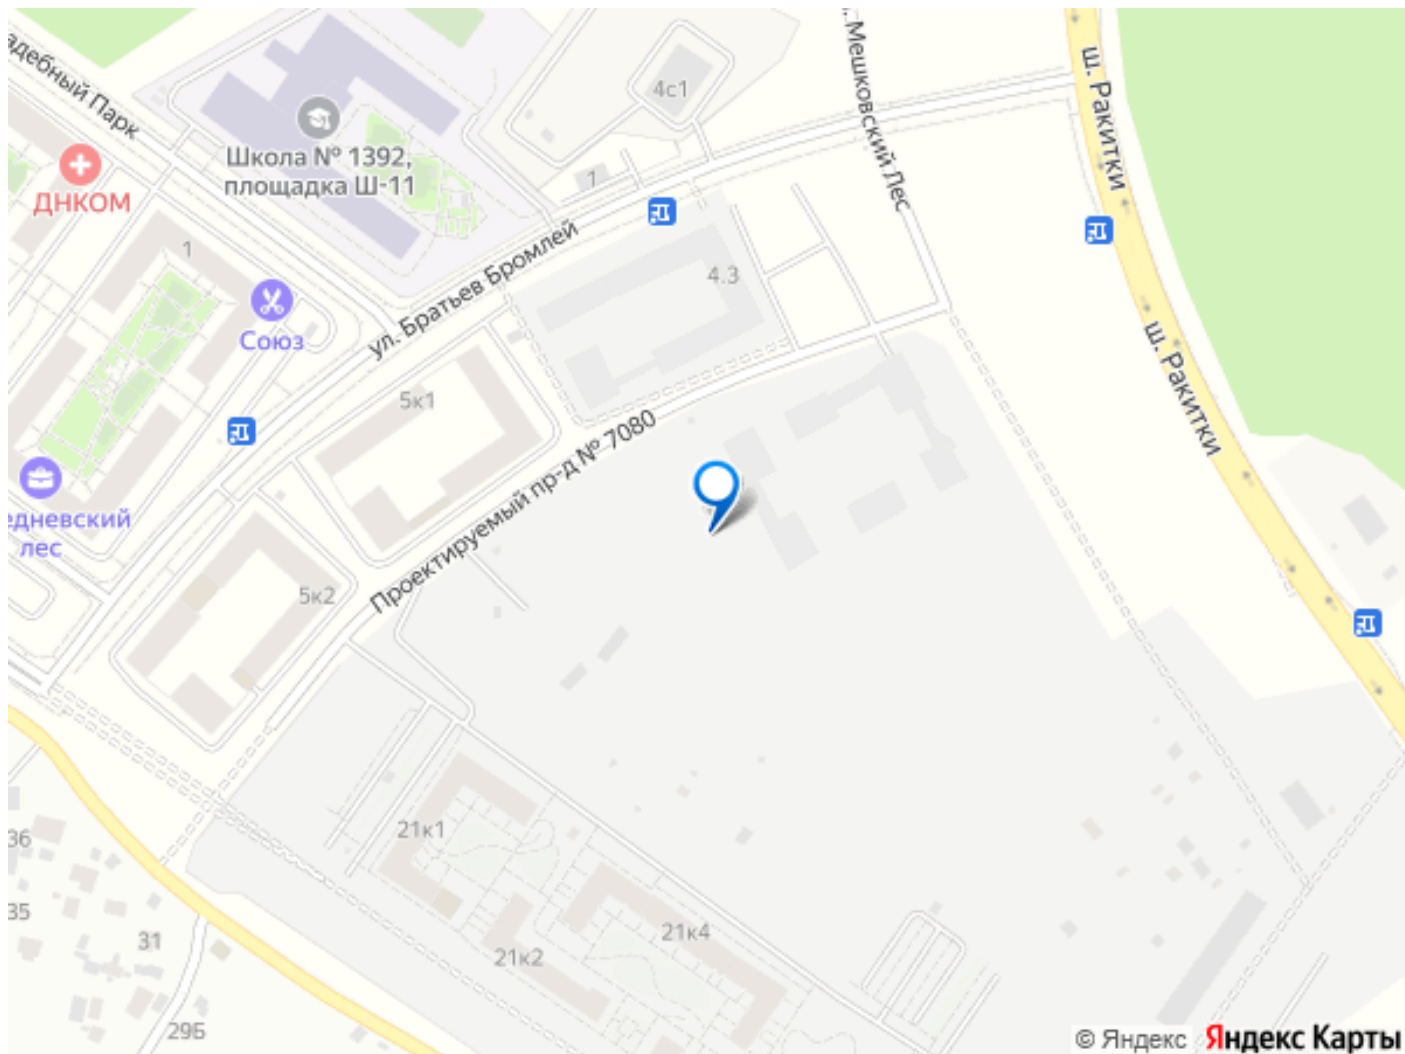 адебный Парк
ДНКОМ
Школа № 1392,
площадка Ш-11
4с1
1
1
Союз
ул. Братьев Бромлей
. Мешковский Лес
ш. Ракитки
ш. Ракитки
4.3
5к1
5к2
Проектируемый пр-д № 7080
едневский
лес
21к1
21к2
21к4
36
35
31
29Б
© Яндекс Яндекс Карты